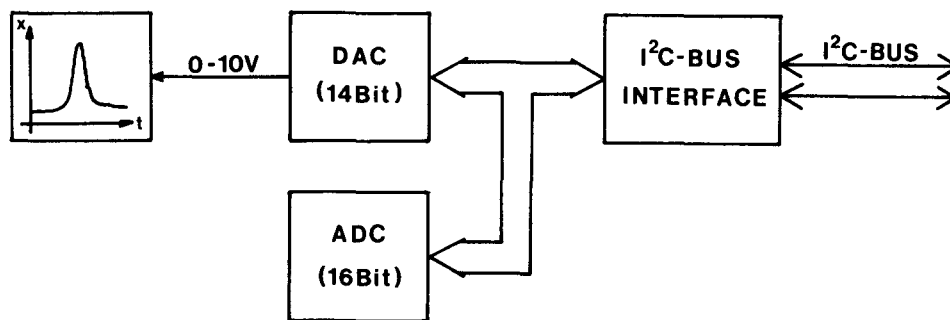 x
t
0-10V
DAC
(14Bit)
I²C-BUS
INTERFACE
I²C-BUS
ADC
(16Bit)